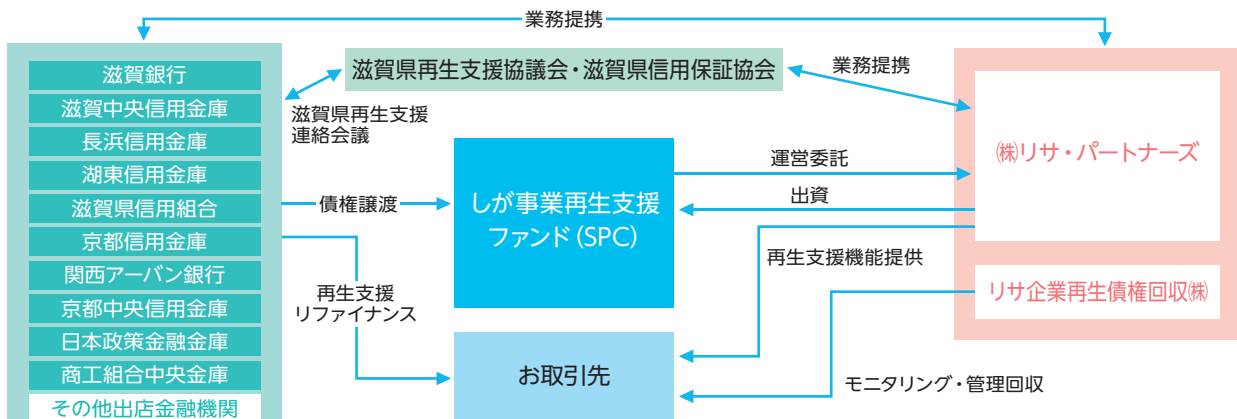 業務提携
滋賀銀行
滋賀中央信用金庫
長浜信用金庫
湖東信用金庫
滋賀県信用組合
京都信用金庫
関西アーバン銀行
京都中央信用金庫
日本政策金融金庫
商工組合中央金庫
その他出店金融機関
滋賀県再生支援協議会・滋賀県信用保証協会
滋賀県再生支援
連絡会議
業務提携
債権譲渡
再生支援
リファイナンス
しが事業再生支援
ファンド(SPC)
お取引先
運営委託
出資
再生支援機能提供
モニタリング・管理回収
㈱リサ・パートナーズ
リサ企業再生債権回収㈱